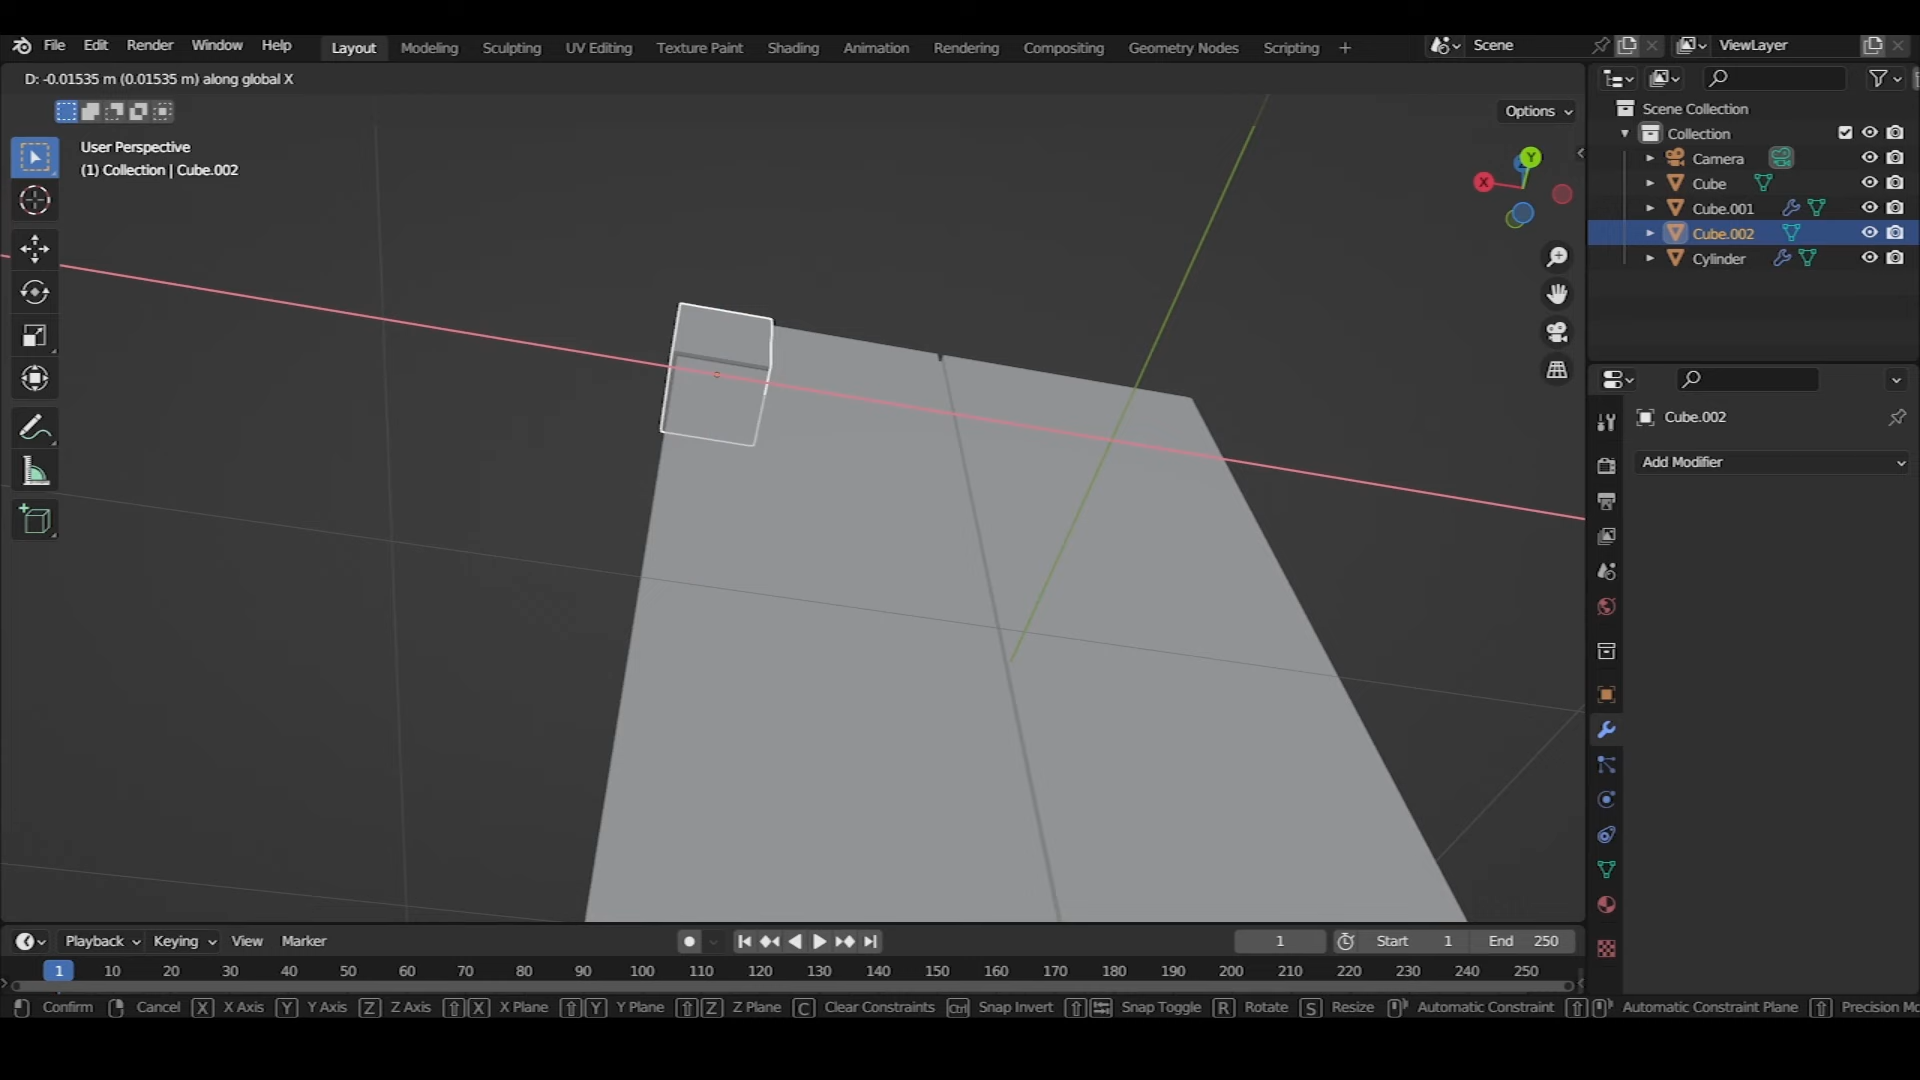 File Edit Render Window Help Layout Modeling Sculpting UV Editing Texture Paint Shading Animation Rendering Compositing Geometry Nodes Scripting + Scene ViewLayer
D: -0.01535 m (0.01535 m) along global X
Options
User Perspective
(1) Collection | Cube.002
Y
X
Scene Collection
Collection
Camera
Cube
Cube.001
Cube.002
Cylinder
Cube.002
Add Modifier
Playback Keying View Marker 1 Start 1 End 250
1 10 20 30 40 50 60 70 80 90 100 110 120 130 140 150 160 170 180 190 200 210 220 230 240 250
Confirm Cancel X X Axis Y Y Axis Z Z Axis X X Plane Y Y Plane Z Z Plane C Clear Constraints Ctrl Snap Invert Snap Toggle R Rotate S Resize Automatic Constraint Automatic Constraint Plane Precision Mo